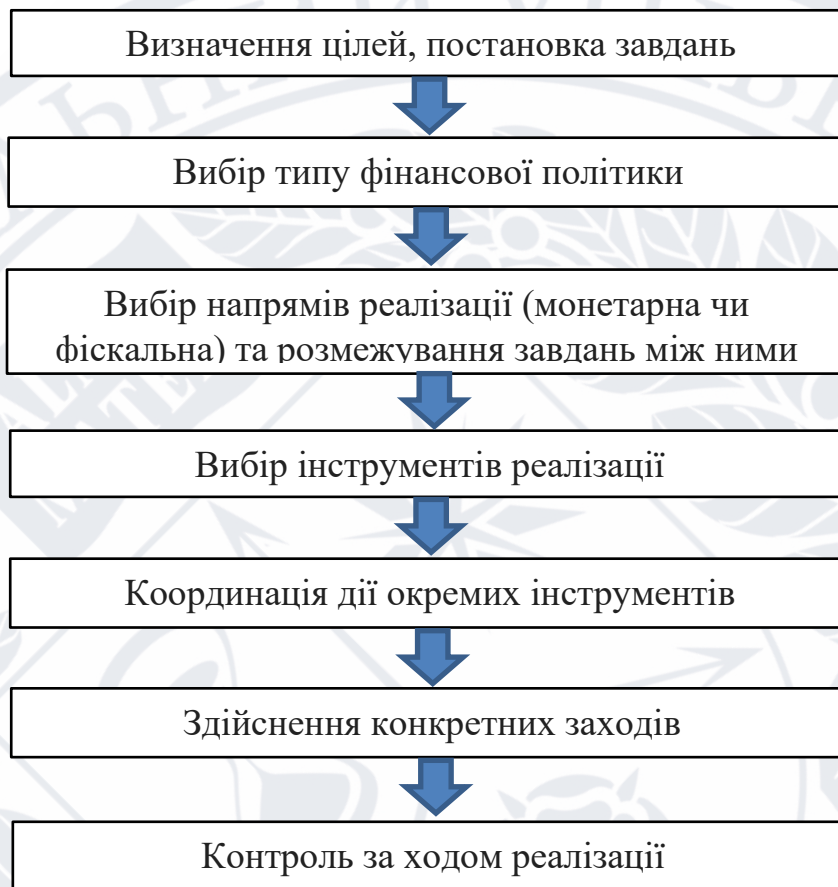 Визначення цілей, постановка завдань
Вибір типу фінансової політики
Вибір напрямів реалізації (монетарна чи
фіскальна) та розмежування завдань між ними
Вибір інструментів реалізації
Координація дії окремих інструментів
Здійснення конкретних заходів
Контроль за ходом реалізації